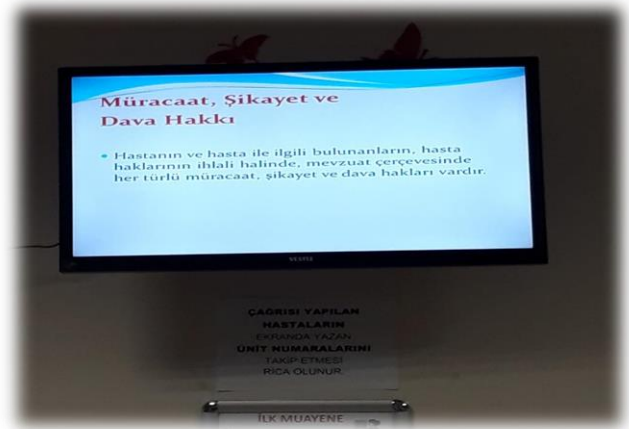 Müracaat, Şikayet ve
Dava Hakkı
• Hastanın ve hasta ile ilgili bulunanların, hasta
haklarının ihlali halinde, mevzuat çerçevesinde
her türlü müracaat, şikayet ve dava hakları vardır.
VESTEL
ÇAĞRISI YAPILAN
HASTALARIN
EKRANDA YAZAN
ÜNİT NUMARALARINI
TAKİP ETMESİ
RİCA OLUNUR.
İLK MUAYENE